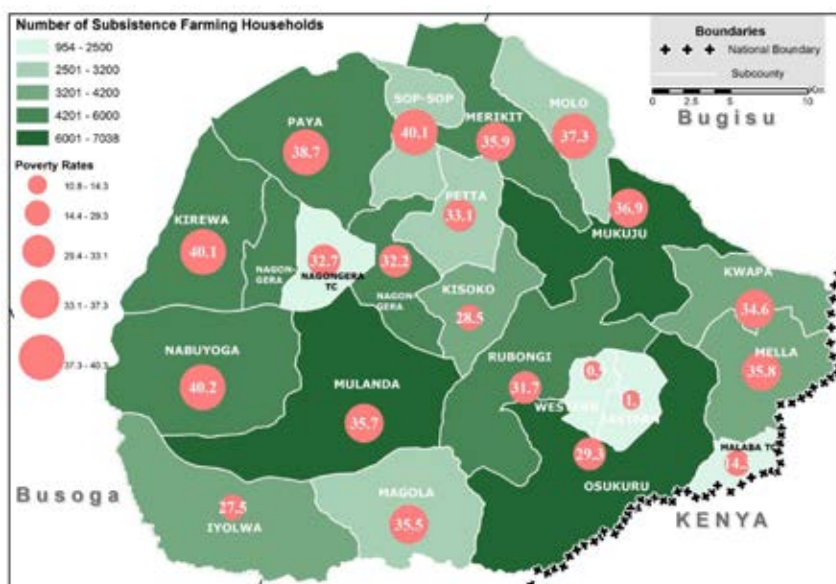 Number of Subsistence Farming Households
954 - 2500
2501 - 3200
3201 - 4200
4201 - 6000
6001 - 7038
Poverty Rates
10.8 - 14.3
14.4 - 29.3
29.4 - 33.1
33.1 - 37.3
37.3 - 40.3
Boundaries
National Boundary
Subcounty
Km
0 2.5 5 10
Bugisu
SOP-SOP
40.1
MERIKIT
35.9
MOLO
37.3
PAYA
38.7
PETTA
33.1
36.9
MUKUJU
KIREWA
40.1
NAGON-
GERA
32.7
NAGONGERA
TC
32.2
NAGON-
GERA
KISOKO
28.5
KWAPA
34.6
MELLA
35.8
NABUYOGA
40.2
MULANDA
35.7
RUBONGI
31.7
WESTERN
29.3
OSUKURU
MALABA TC
14.
Busoga
27.5
IYOLWA
MAGOLA
35.5
KENYA